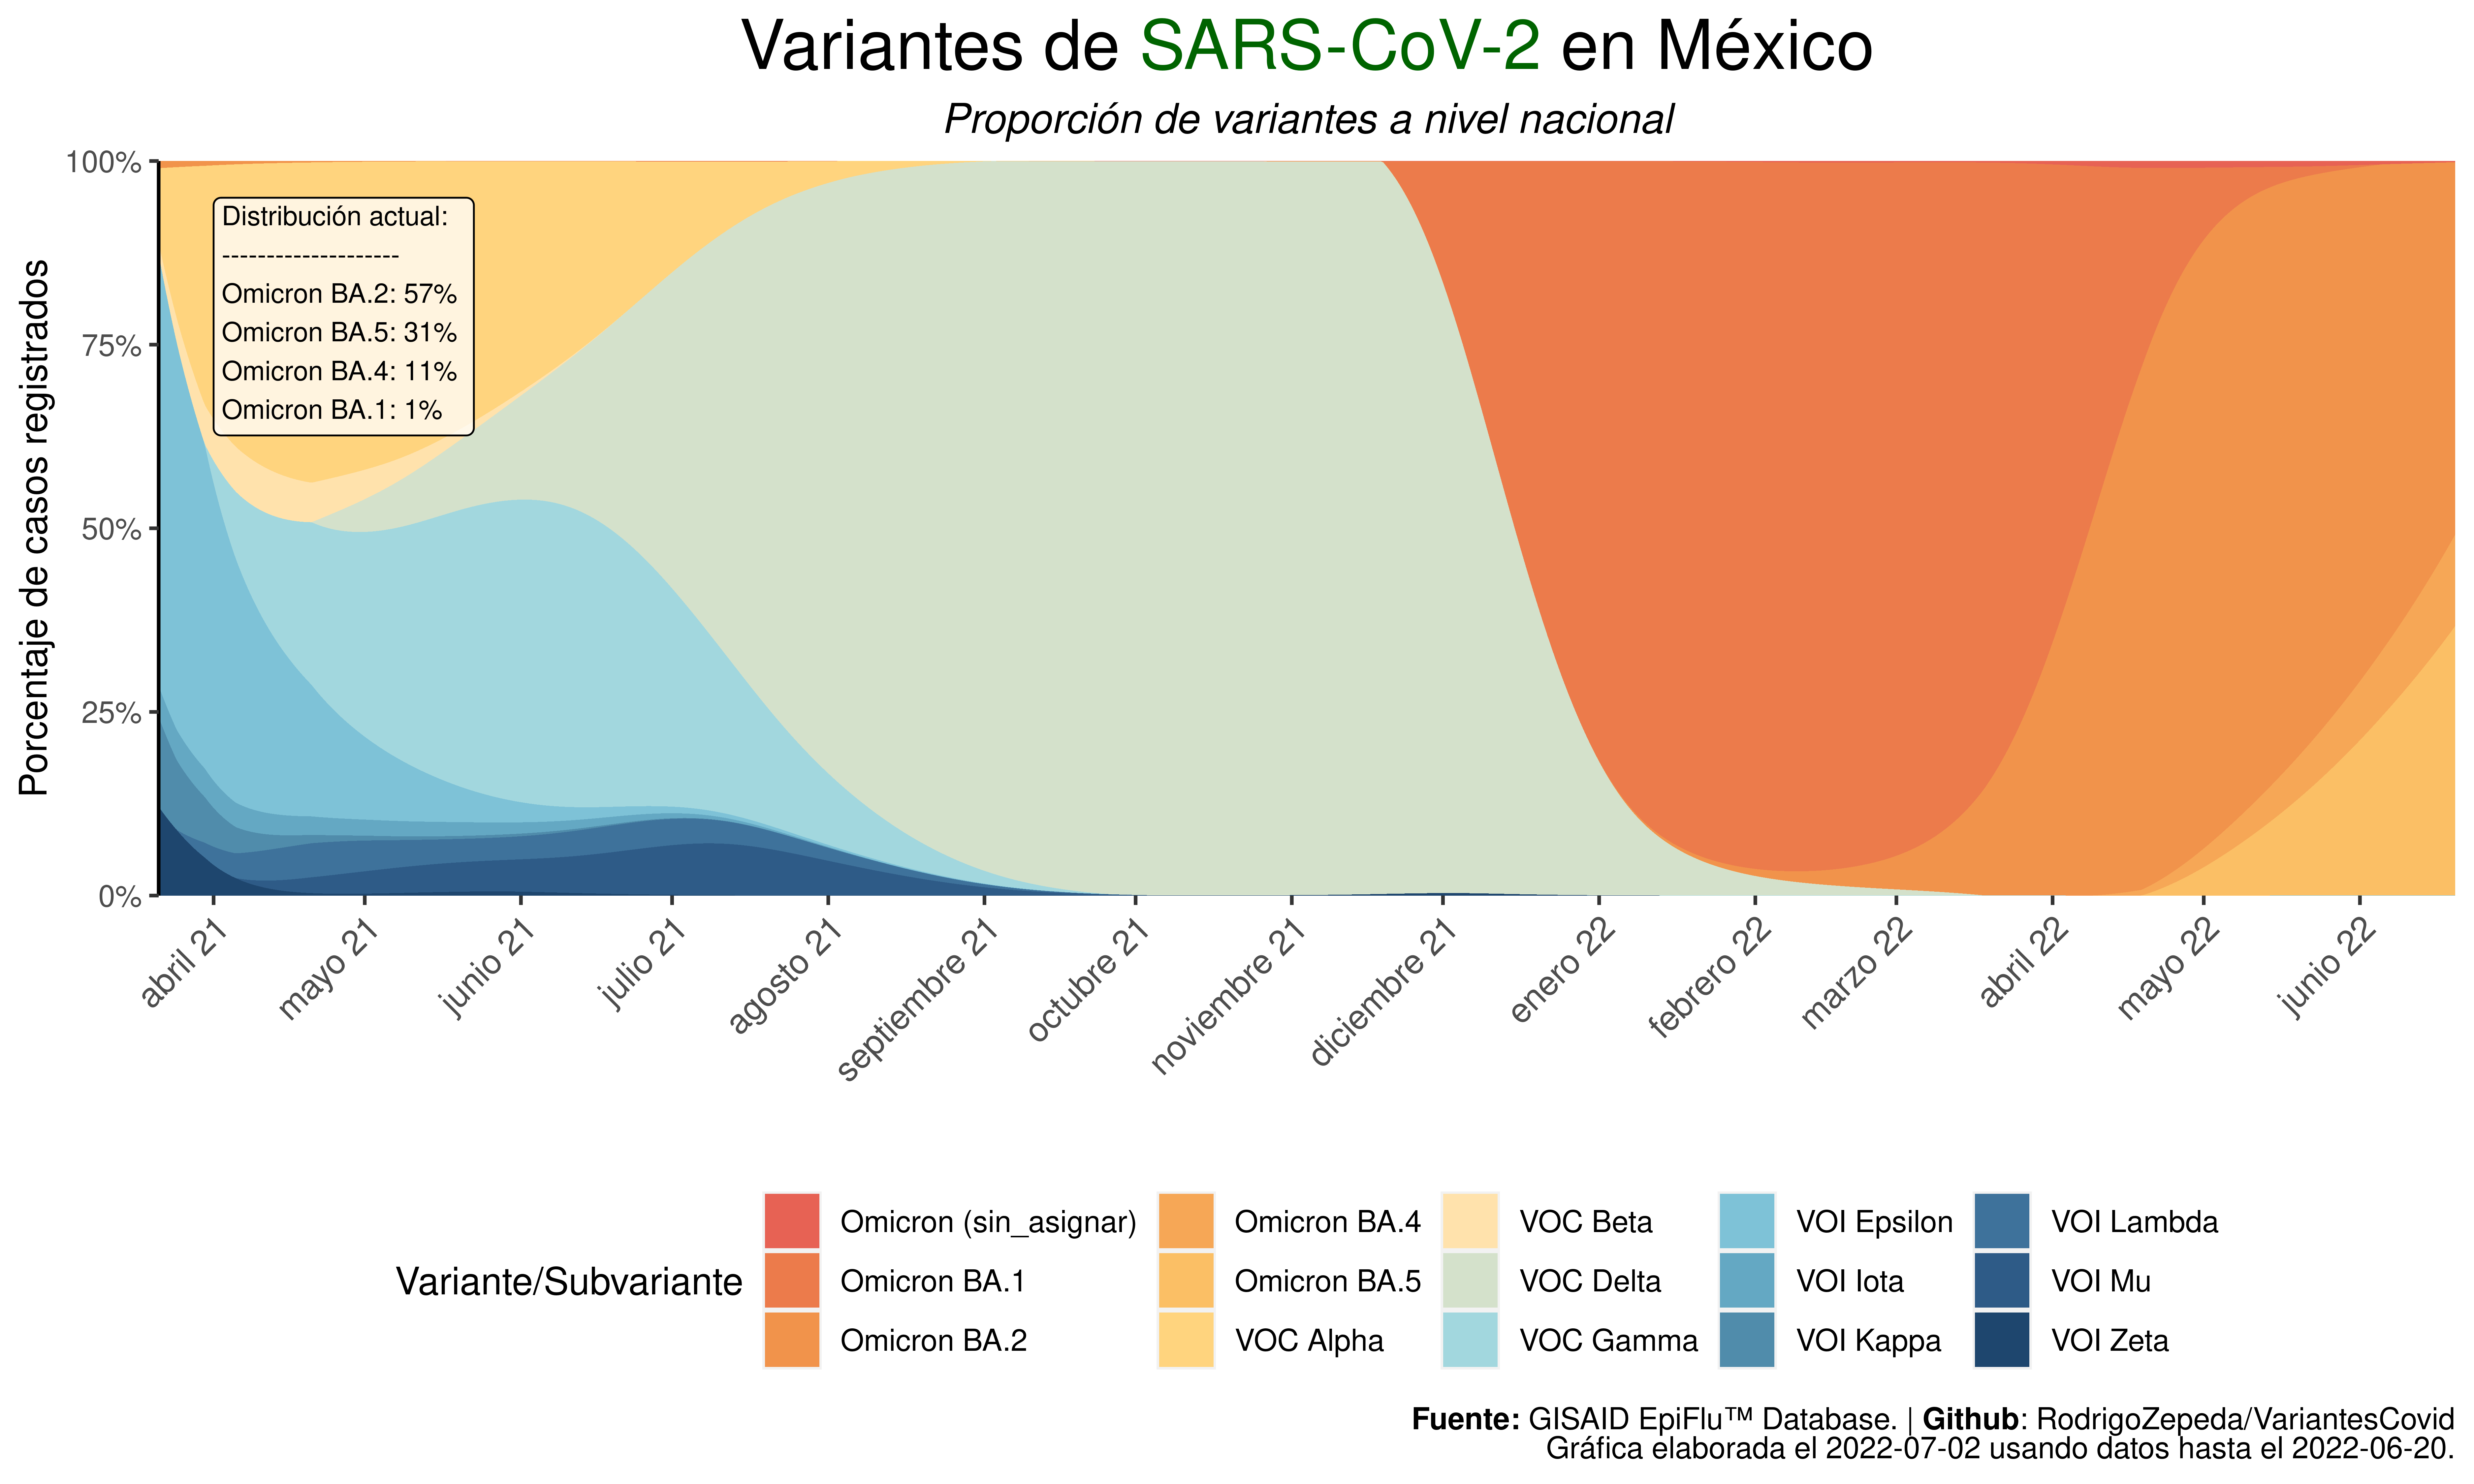 Variantes de SARS-CoV-2 en México
Proporción de variantes a nivel nacional
Porcentaje de casos registrados
100%
75%
50%
25%
0%
Distribución actual:
--------------------
Omicron BA.2: 57%
Omicron BA.5: 31%
Omicron BA.4: 11%
Omicron BA.1: 1%
abril 21
mayo 21
junio 21
julio 21
agosto 21
septiembre 21
octubre 21
noviembre 21
diciembre 21
enero 22
febrero 22
marzo 22
abril 22
mayo 22
junio 22
Variante/Subvariante
Omicron (sin_asignar)
Omicron BA.1
Omicron BA.2
Omicron BA.4
Omicron BA.5
VOC Alpha
VOC Beta
VOC Delta
VOC Gamma
VOI Epsilon
VOI Iota
VOI Kappa
VOI Lambda
VOI Mu
VOI Zeta
Fuente: GISAID EpiFlu™ Database. | Github: RodrigoZepeda/VariantesCovid
Gráfica elaborada el 2022-07-02 usando datos hasta el 2022-06-20.